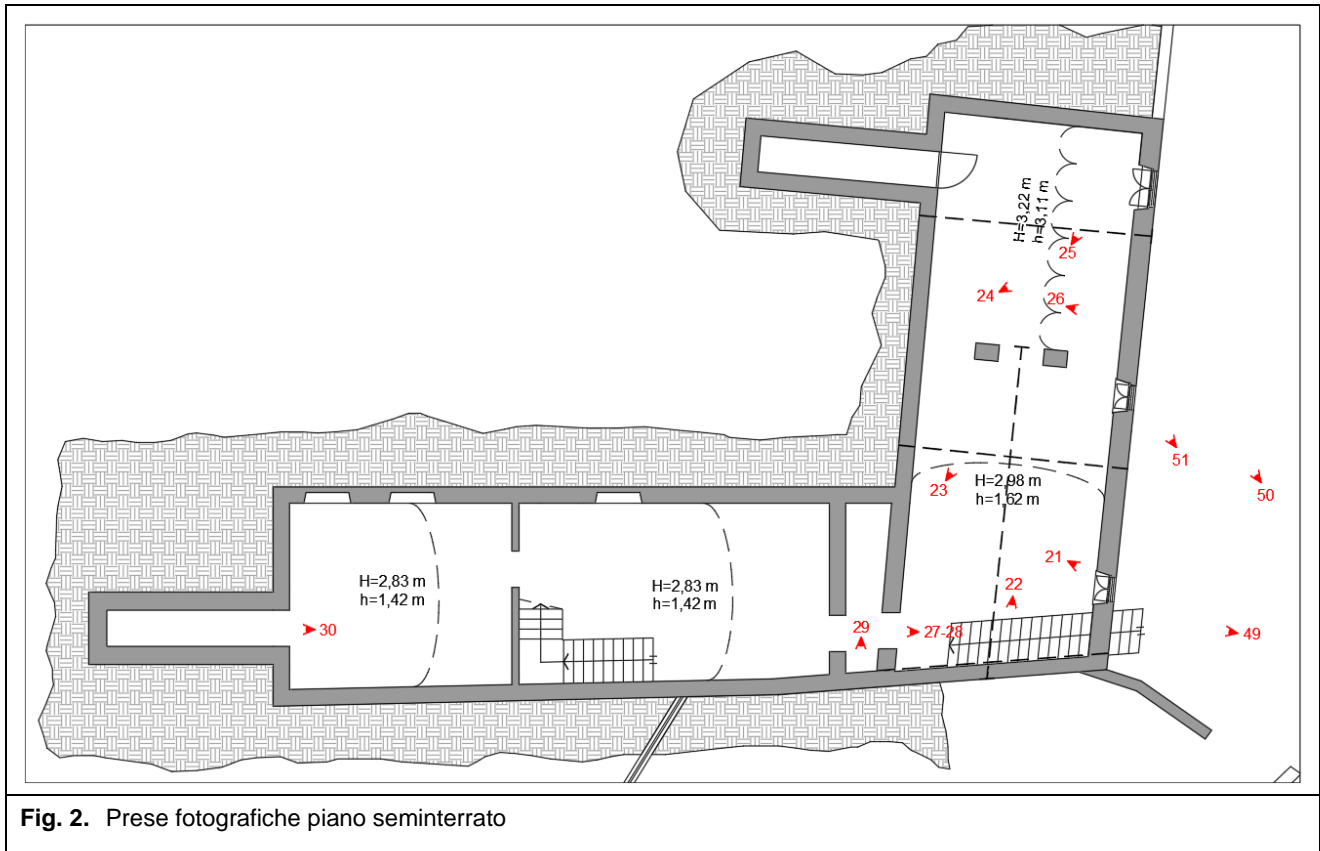 H=3,22 m
h=3,11 m
25
24
26
51
50
23
H=2,98 m
h=1,62 m
21
22
H=2,83 m
h=1,42 m
H=2,83 m
h=1,42 m
30
29
27-28
49
Fig. 2. Prese fotografiche piano seminterrato